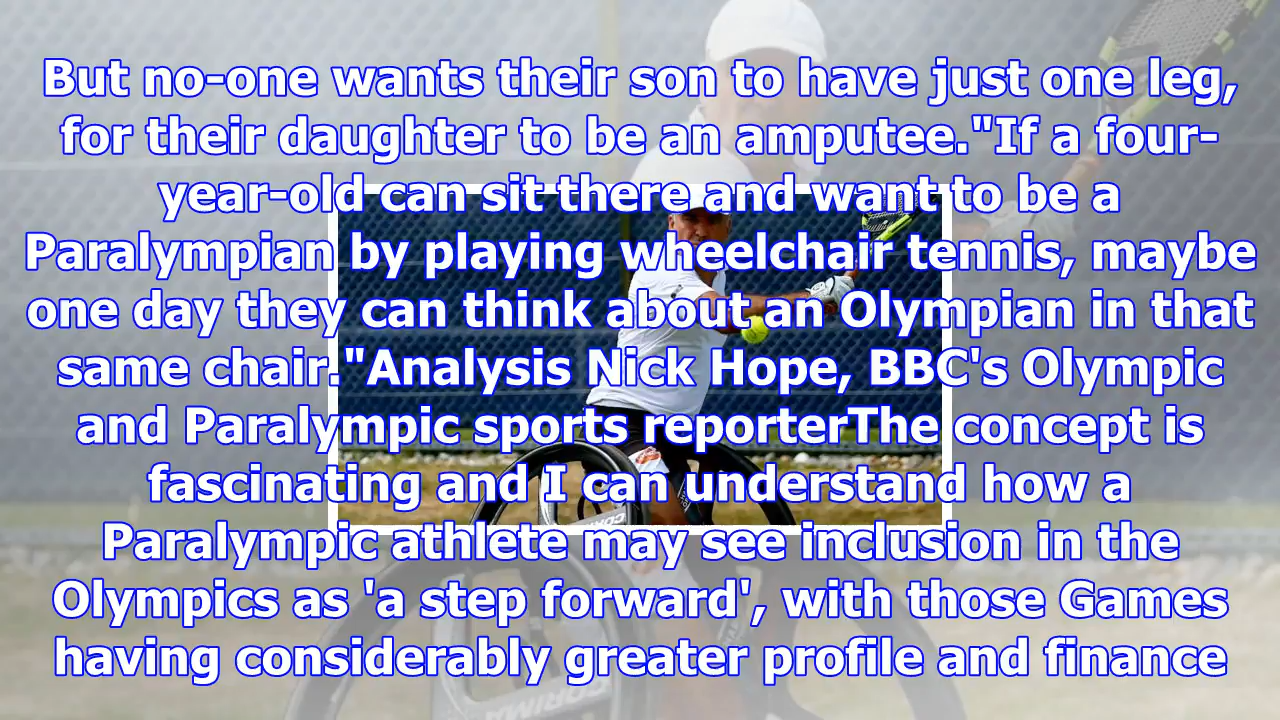 But no-one wants their son to have just one leg,
for their daughter to be an amputee."If a four-
year-old can sit there and want to be a
Paralympian by playing wheelchair tennis, maybe
one day they can think about an Olympian in that
same chair."Analysis Nick Hope, BBC's Olympic
and Paralympic sports reporterThe concept is
fascinating and I can understand how a
Paralympic athlete may see inclusion in the
Olympics as 'a step forward', with those Games
having considerably greater profile and finance